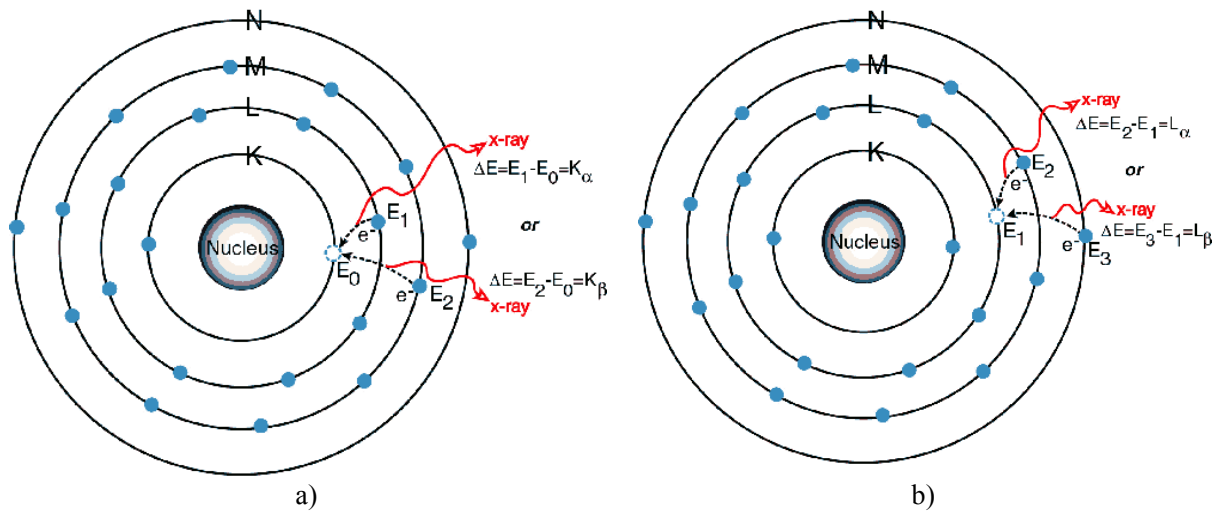 N
M
L
K
Nucleus
x-ray
ΔE=E₁-E₀=Kα
or
E₁
e⁻
E₀
ΔE=E₂-E₀=Kβ
e⁻
E₂
x-ray
a)
N
M
L
K
Nucleus
x-ray
ΔE=E₂-E₁=Lα
or
E₂
e⁻
x-ray
E₁
ΔE=E₃-E₁=Lβ
e⁻
E₃
b)